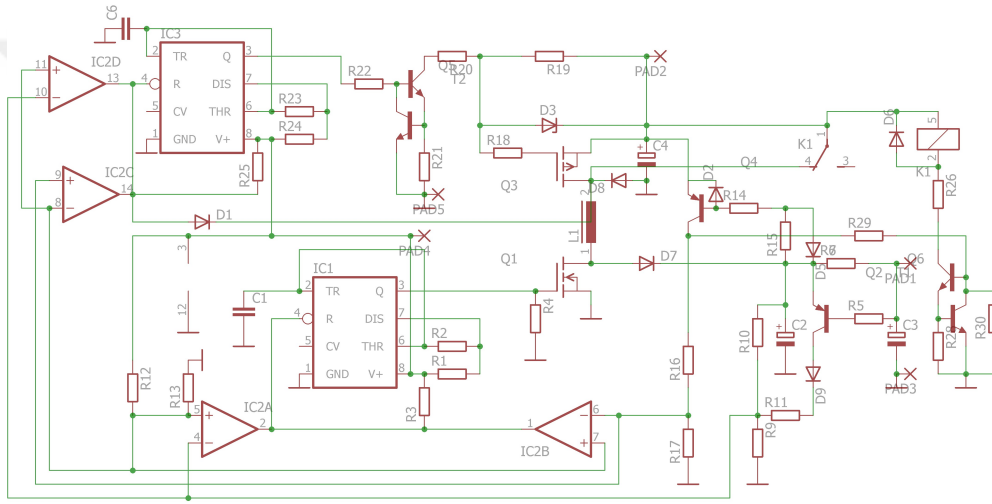 C6
IC3
2 TR Q 3
4 R DIS 7
5 CV THR 6
1 GND V+ 8
11
10
IC2D
13
R22
T2
R20
R19
PAD2
D3
R23
R24
R25
R21
PAD5
R18
Q3
C4
D8
2
L1
1
D2
Q4
K1
1
4
3
D6
5
2
K1
R26
9
8
IC2C
14
D1
R14
R15
R29
PAD4
3
12
IC1
2 TR Q 3
4 R DIS 7
5 CV THR 6
1 GND V+ 8
C1
Q1
R4
D7
D5
Q2
PAD1
Q6
R5
R2
R1
R3
R16
R10
C2
C3
R28
R30
PAD3
D9
R12
R13
5
4
IC2A
2
1
6
7
IC2B
R17
R11
R9